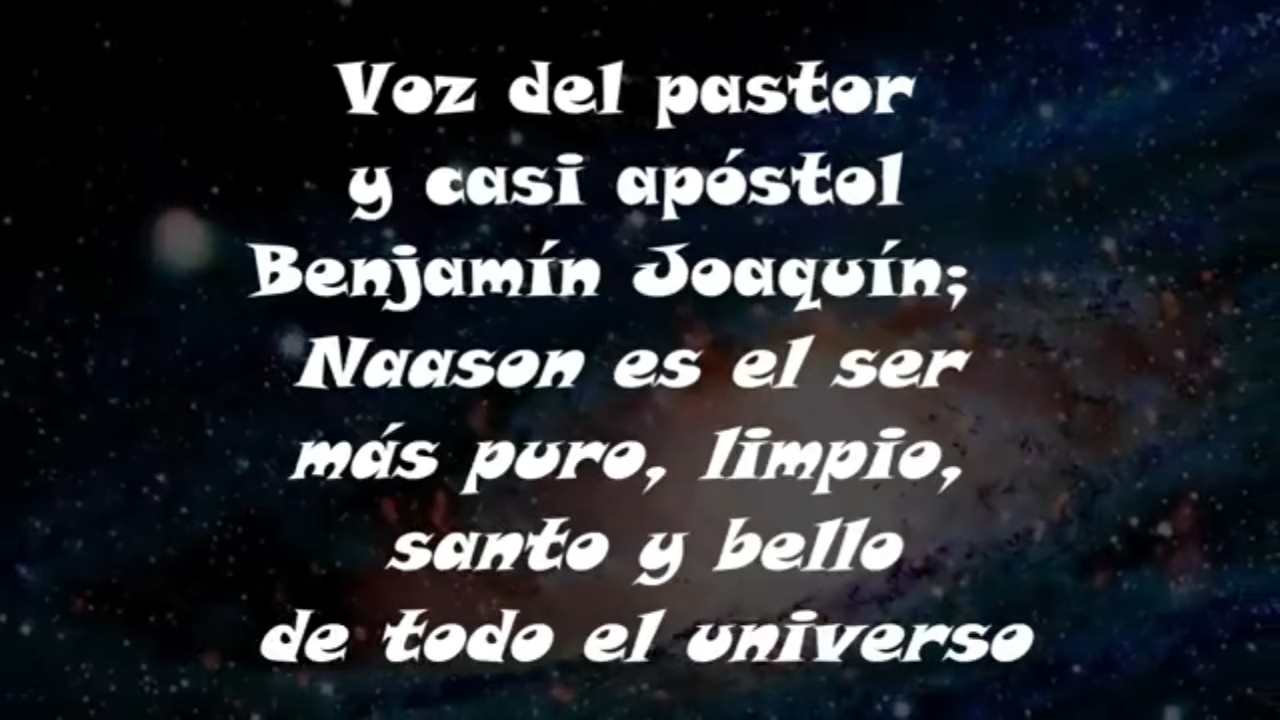 Voz del pastor
y casi apóstol
Benjamín Joaquín;
Naason es el ser
más puro, limpio,
santo y bello
de todo el universo